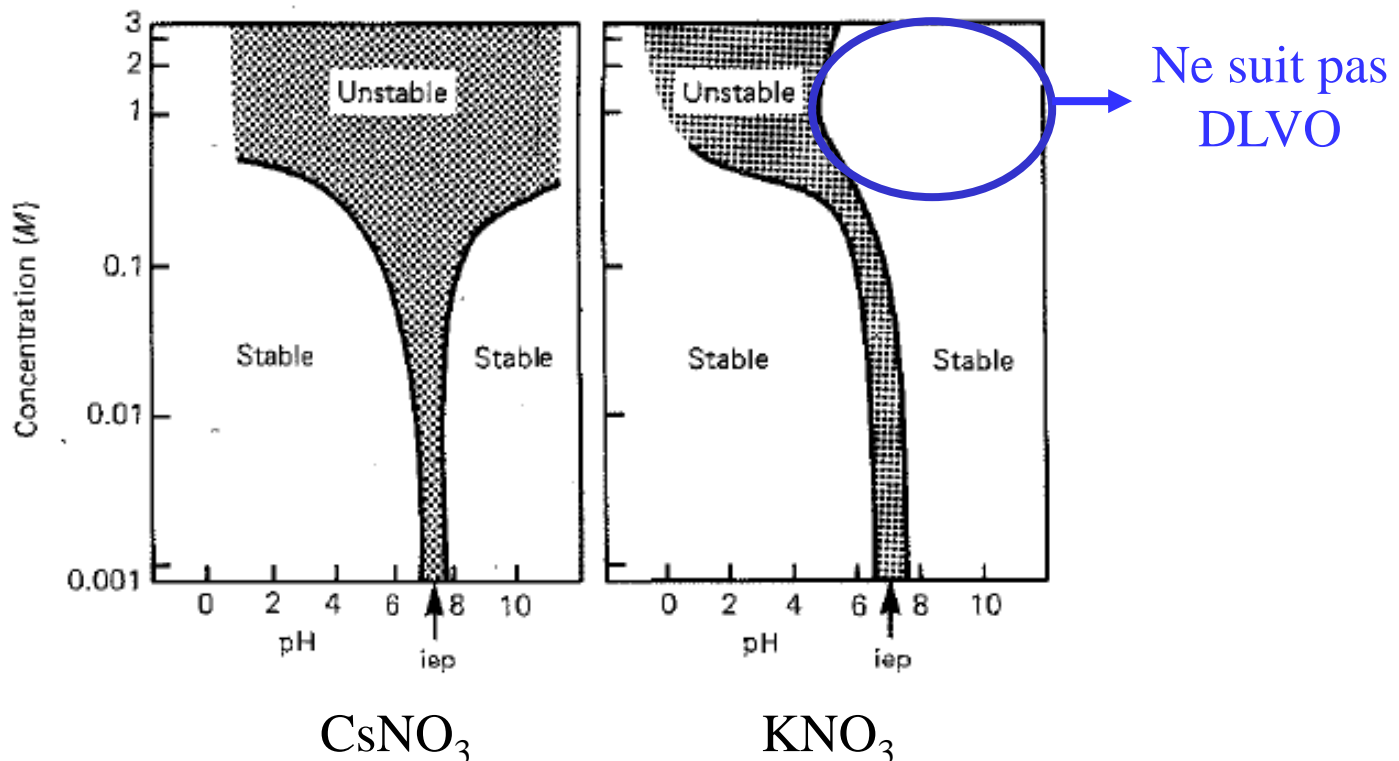 3
2
1
0.1
0.01
0.001
Concentration (M)
Unstable
Stable
Stable
0 2 4 6 8 10
pH
iep
CsNO₃
Unstable
Stable
Stable
0 2 4 6 8 10
pH
iep
KNO₃
Ne suit pas
DLVO